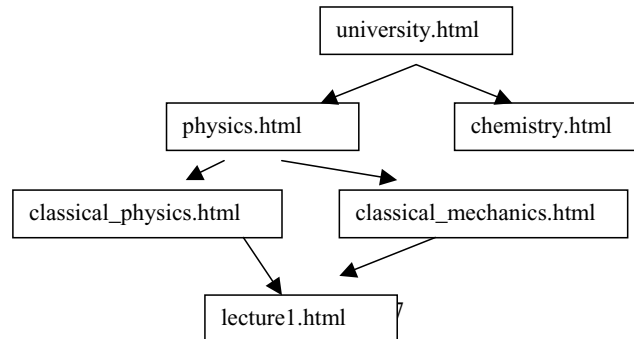 university.html
physics.html
chemistry.html
classical_physics.html
classical_mechanics.html
lecture1.html